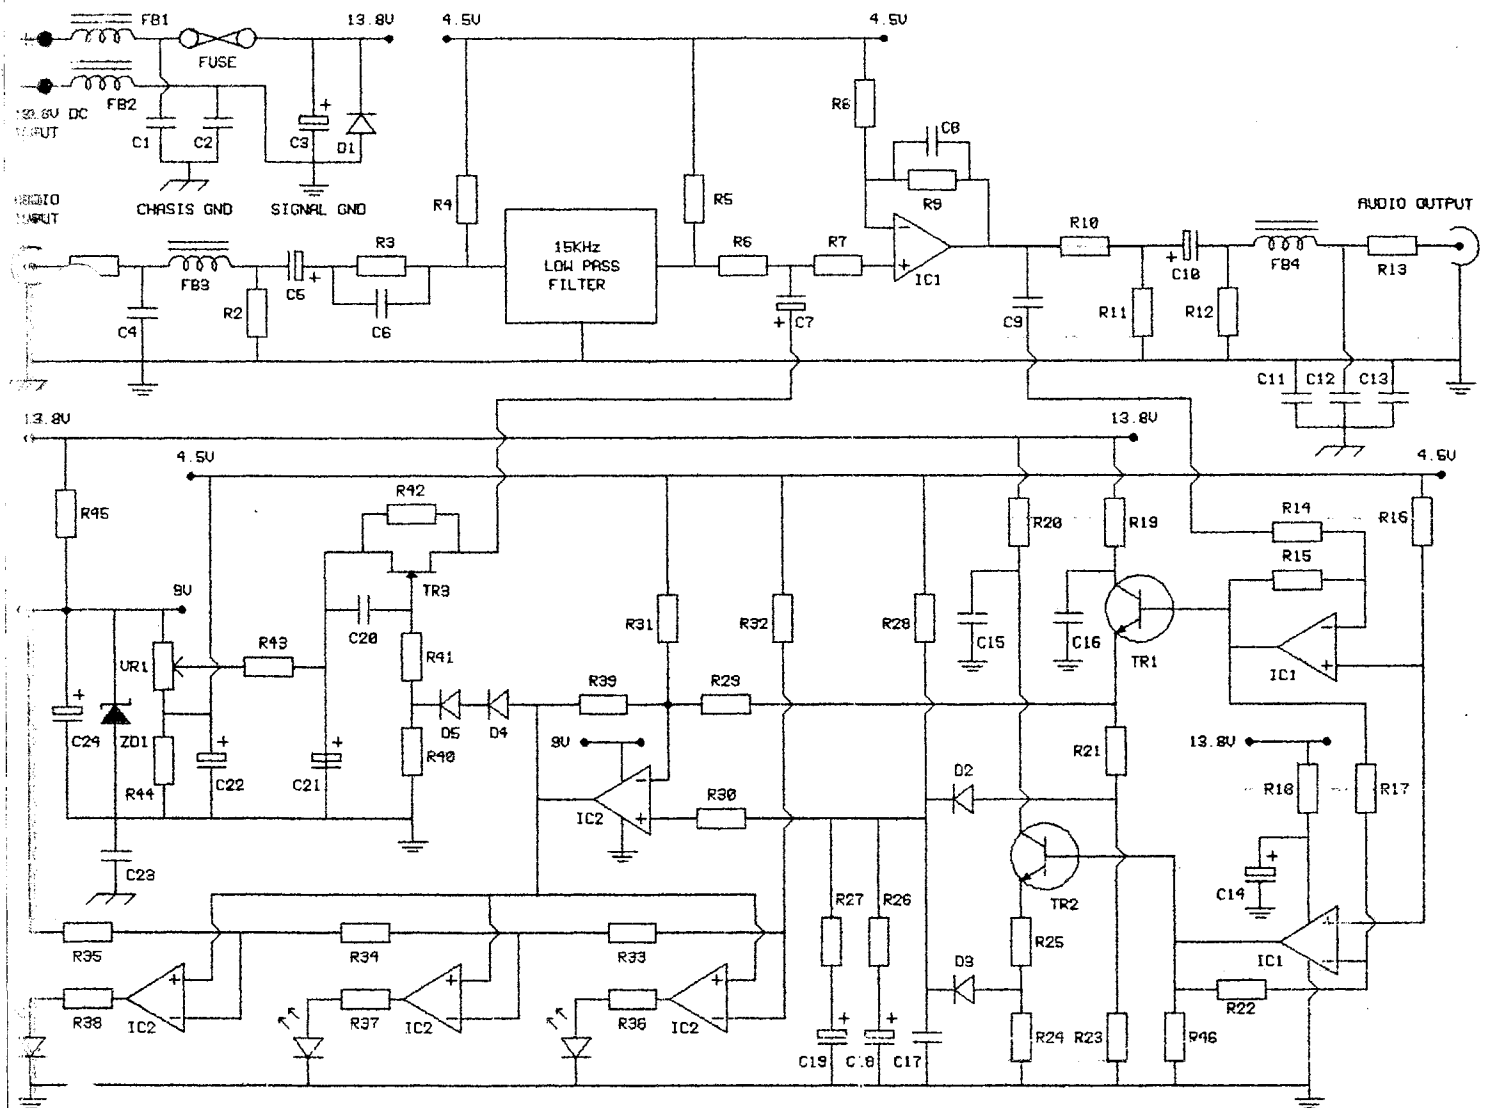 FB1
13.8V
4.5V
4.5V
FUSE
FB2
DC
C1
C2
C3
D1
R8
C8
R9
R4
R5
CHASIS GND
SIGNAL GND
AUDIO OUTPUT
R3
15KHz
LOW PASS
FILTER
R6
R7
IC1
R10
FB3
C5
C6
R2
C4
C7
C9
R11
C10
R12
FB4
R13
C11
C12
C13
13.8V
13.8V
4.5V
4.5V
R45
R42
R20
R19
R14
R16
R15
TR3
9V
C20
R31
R32
R28
C15
C16
TR1
IC1
VR1
R43
R41
R39
R29
C24
ZD1
D5
D4
9V
R40
R21
13.8V
R44
C22
C21
IC2
R30
D2
R18
R17
C23
R27
R26
TR2
C14
R35
R34
R33
R25
D3
IC1
R38
IC2
R37
IC2
R36
IC2
R22
C19
C18
C17
R24
R23
R46